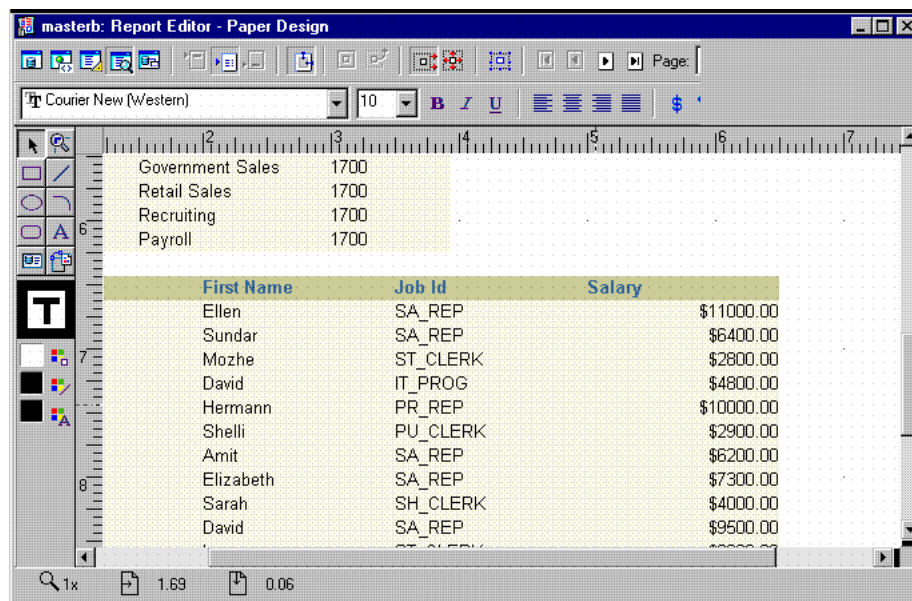 masterb: Report Editor - Paper Design
Page:
Courier New (Western) 10 B I U $
2 3 4 5 6 7
Government Sales 1700
Retail Sales 1700
Recruiting 1700
6
Payroll 1700
First Name Job Id Salary
Ellen SA_REP $11000.00
Sundar SA_REP $6400.00
7
Mozhe ST_CLERK $2800.00
David IT_PROG $4800.00
Hermann PR_REP $10000.00
Shelli PU_CLERK $2900.00
Amit SA_REP $6200.00
8
Elizabeth SA_REP $7300.00
Sarah SH_CLERK $4000.00
David SA_REP $9500.00
1x 1.69 0.06